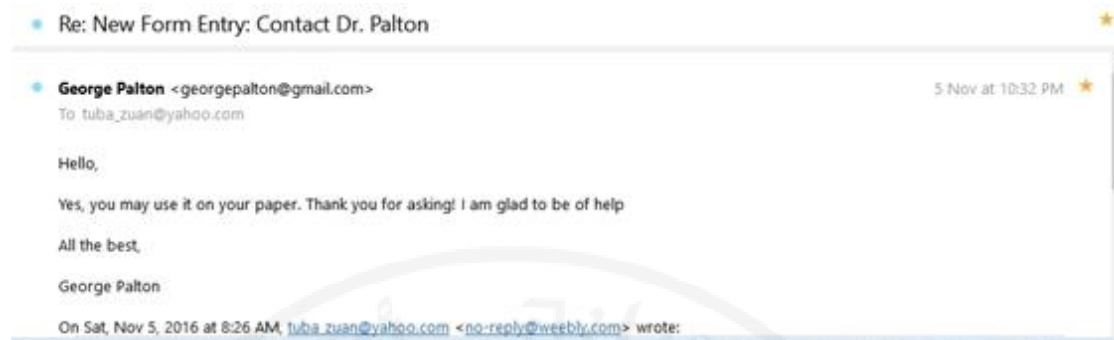 Re: New Form Entry: Contact Dr. Palton
George Palton <georgepalton@gmail.com>
5 Nov at 10:32 PM
To tuba_zuan@yahoo.com
Hello,
Yes, you may use it on your paper. Thank you for asking! I am glad to be of help
All the best,
George Palton
On Sat, Nov 5, 2016 at 8:26 AM, tuba_zuan@yahoo.com <no-reply@weebly.com> wrote: